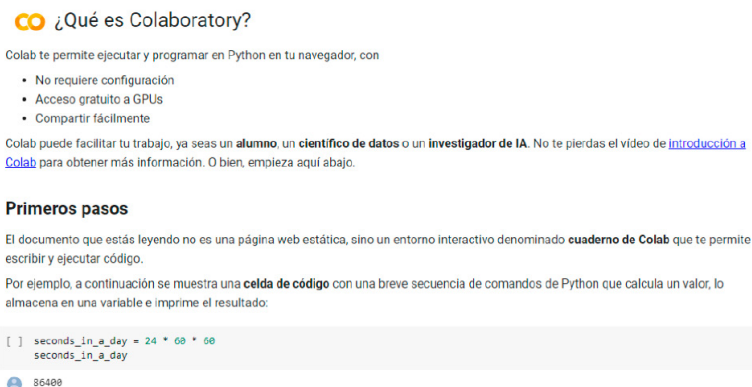 ¿Qué es Colaboratory?
Colab te permite ejecutar y programar en Python en tu navegador, con
• No requiere configuración
• Acceso gratuito a GPUs
• Compartir fácilmente
Colab puede facilitar tu trabajo, ya seas un alumno, un científico de datos o un investigador de IA. No te pierdas el vídeo de introducción a
Colab para obtener más información. O bien, empieza aquí abajo.
Primeros pasos
El documento que estás leyendo no es una página web estática, sino un entorno interactivo denominado cuaderno de Colab que te permite
escribir y ejecutar código.
Por ejemplo, a continuación se muestra una celda de código con una breve secuencia de comandos de Python que calcula un valor, lo
almacena en una variable e imprime el resultado:
[ ] seconds_in_a_day = 24 * 60 * 60
seconds_in_a_day
86400